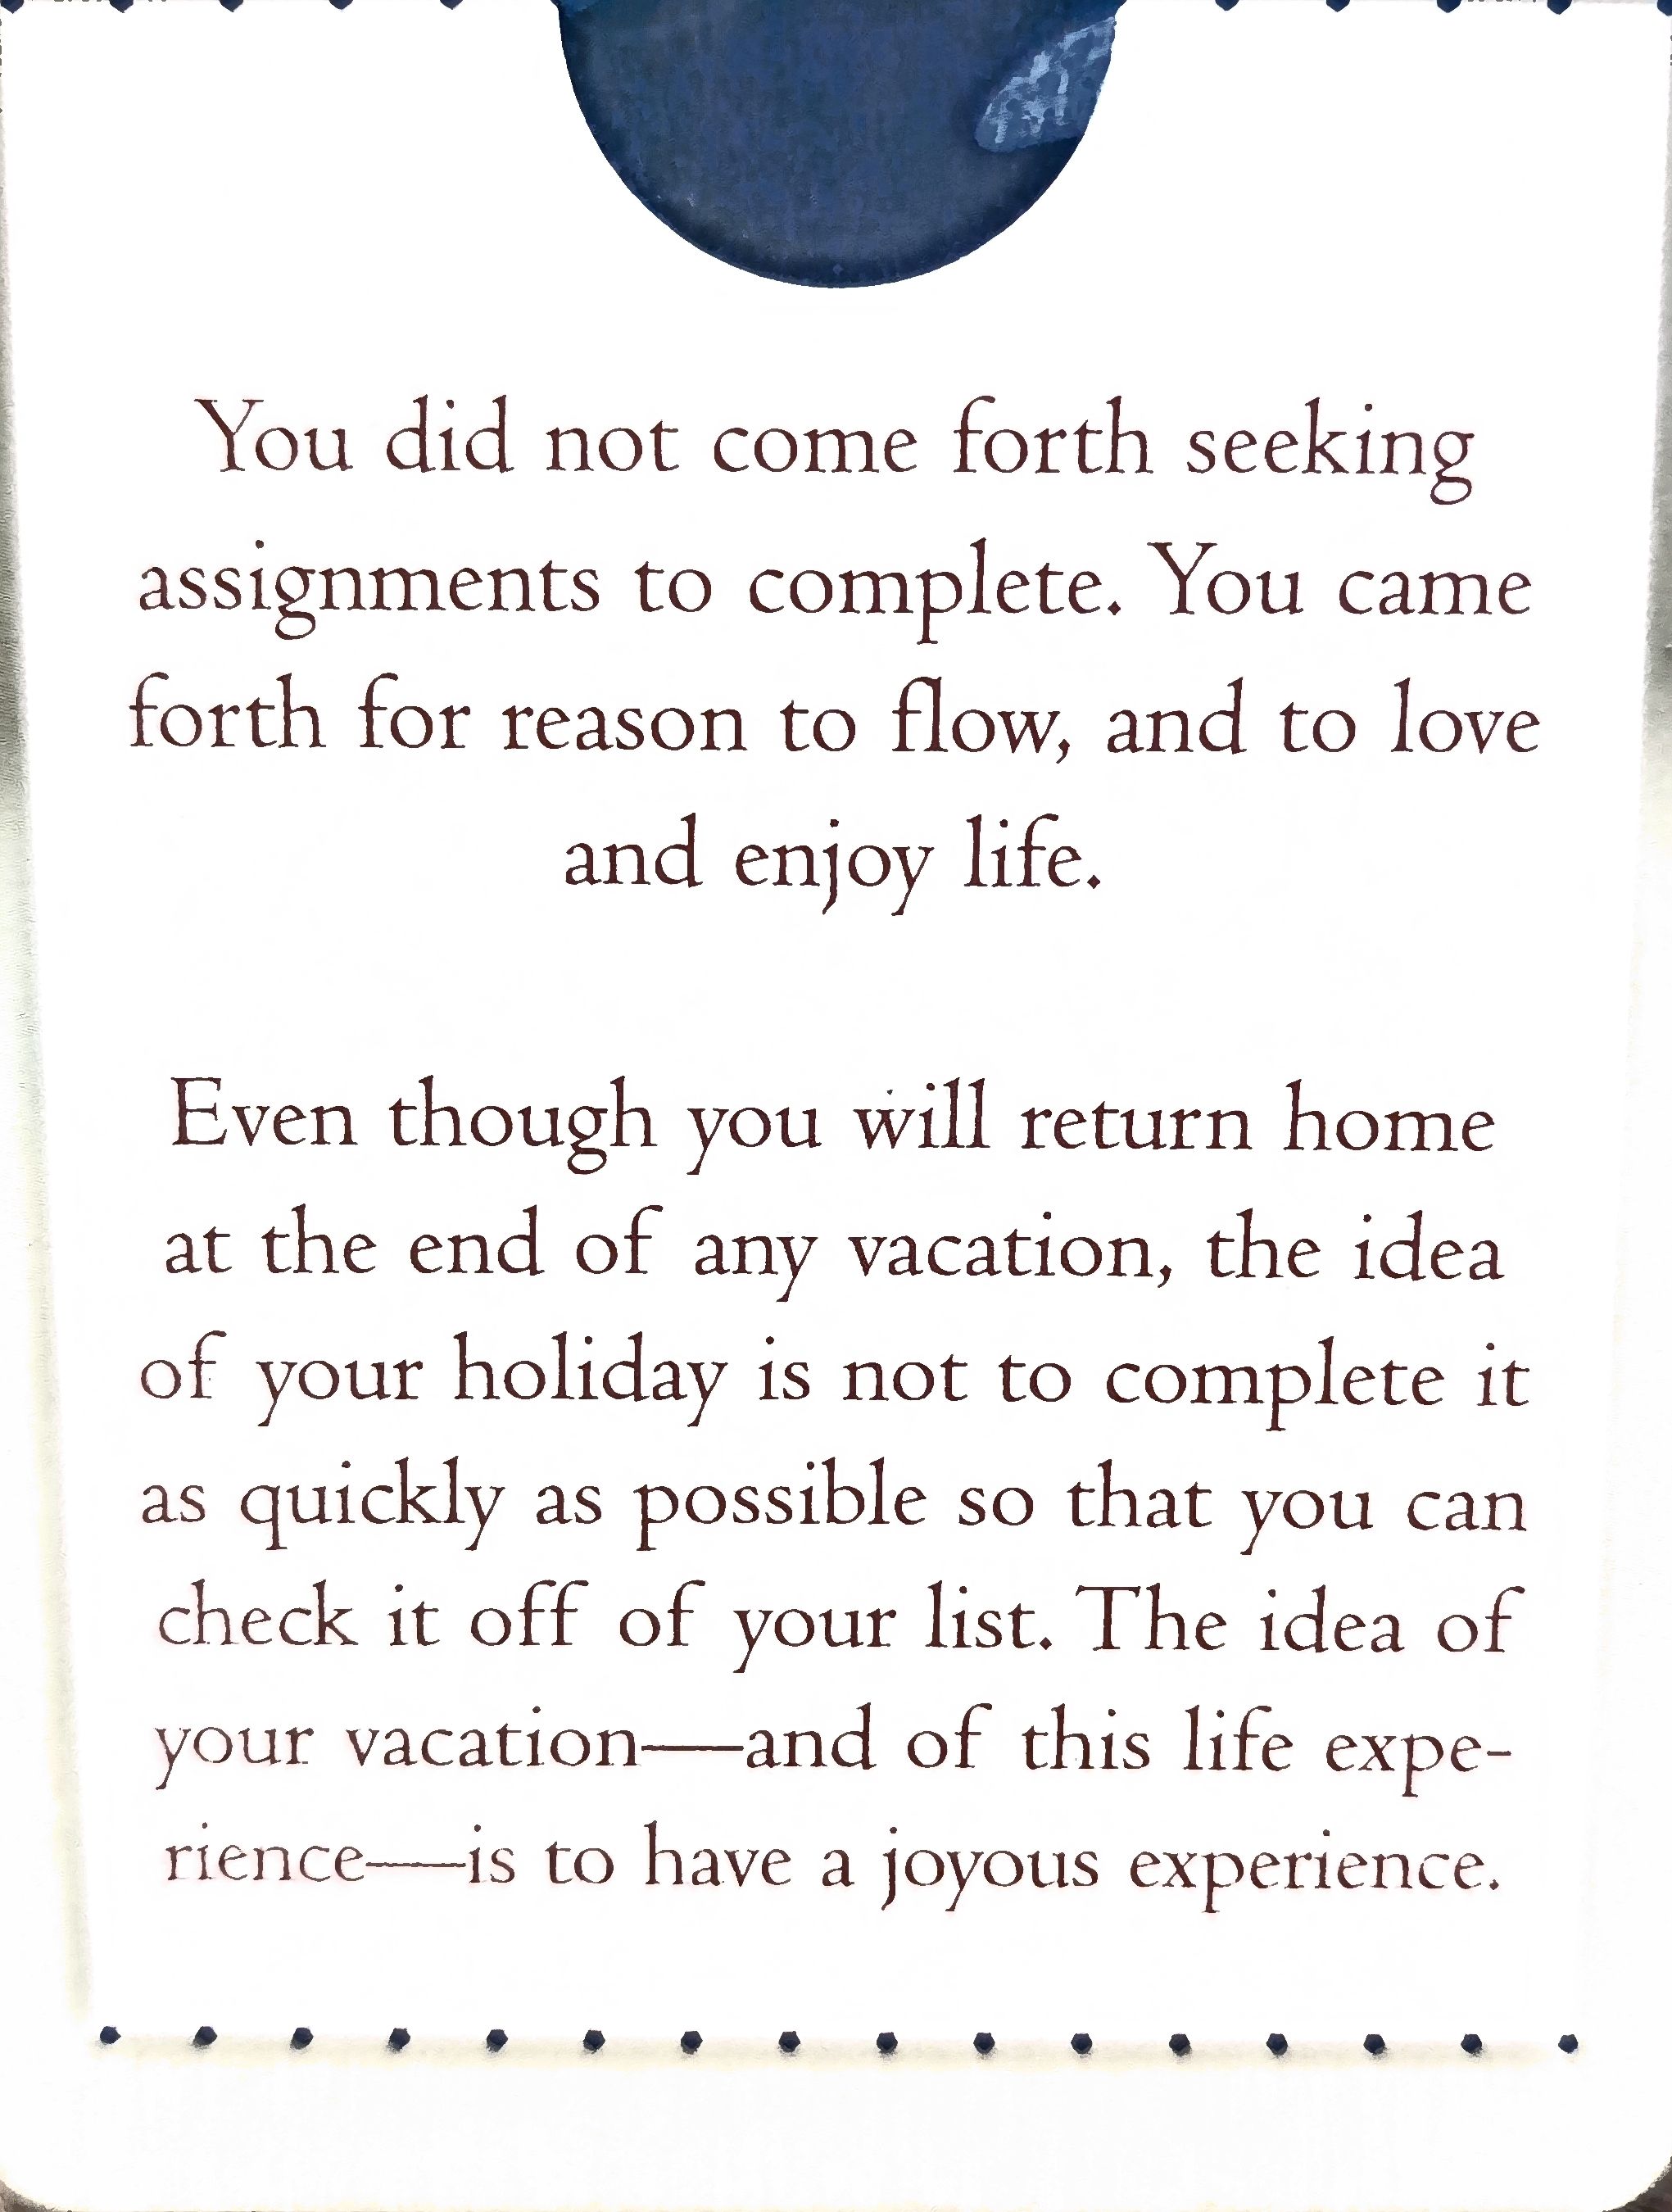 You did not come forth seeking
assignments to complete. You came
forth for reason to flow, and to love
and enjoy life.
Even though you will return home
at the end of any vacation, the idea
of your holiday is not to complete it
as quickly as possible so that you can
check it off of your list. The idea of
your vacation—and of this life expe-
rience—is to have a joyous experience.